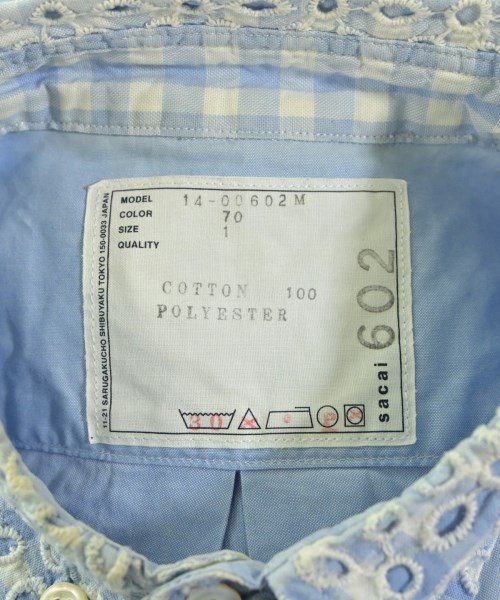 MODEL 14-00602M
COLOR 70
SIZE 1
QUALITY
COTTON 100
POLYESTER
30
P
sacai 602
11-21 SARUGAKUCHO SHIBUYAKU TOKYO 150-0033 JAPAN